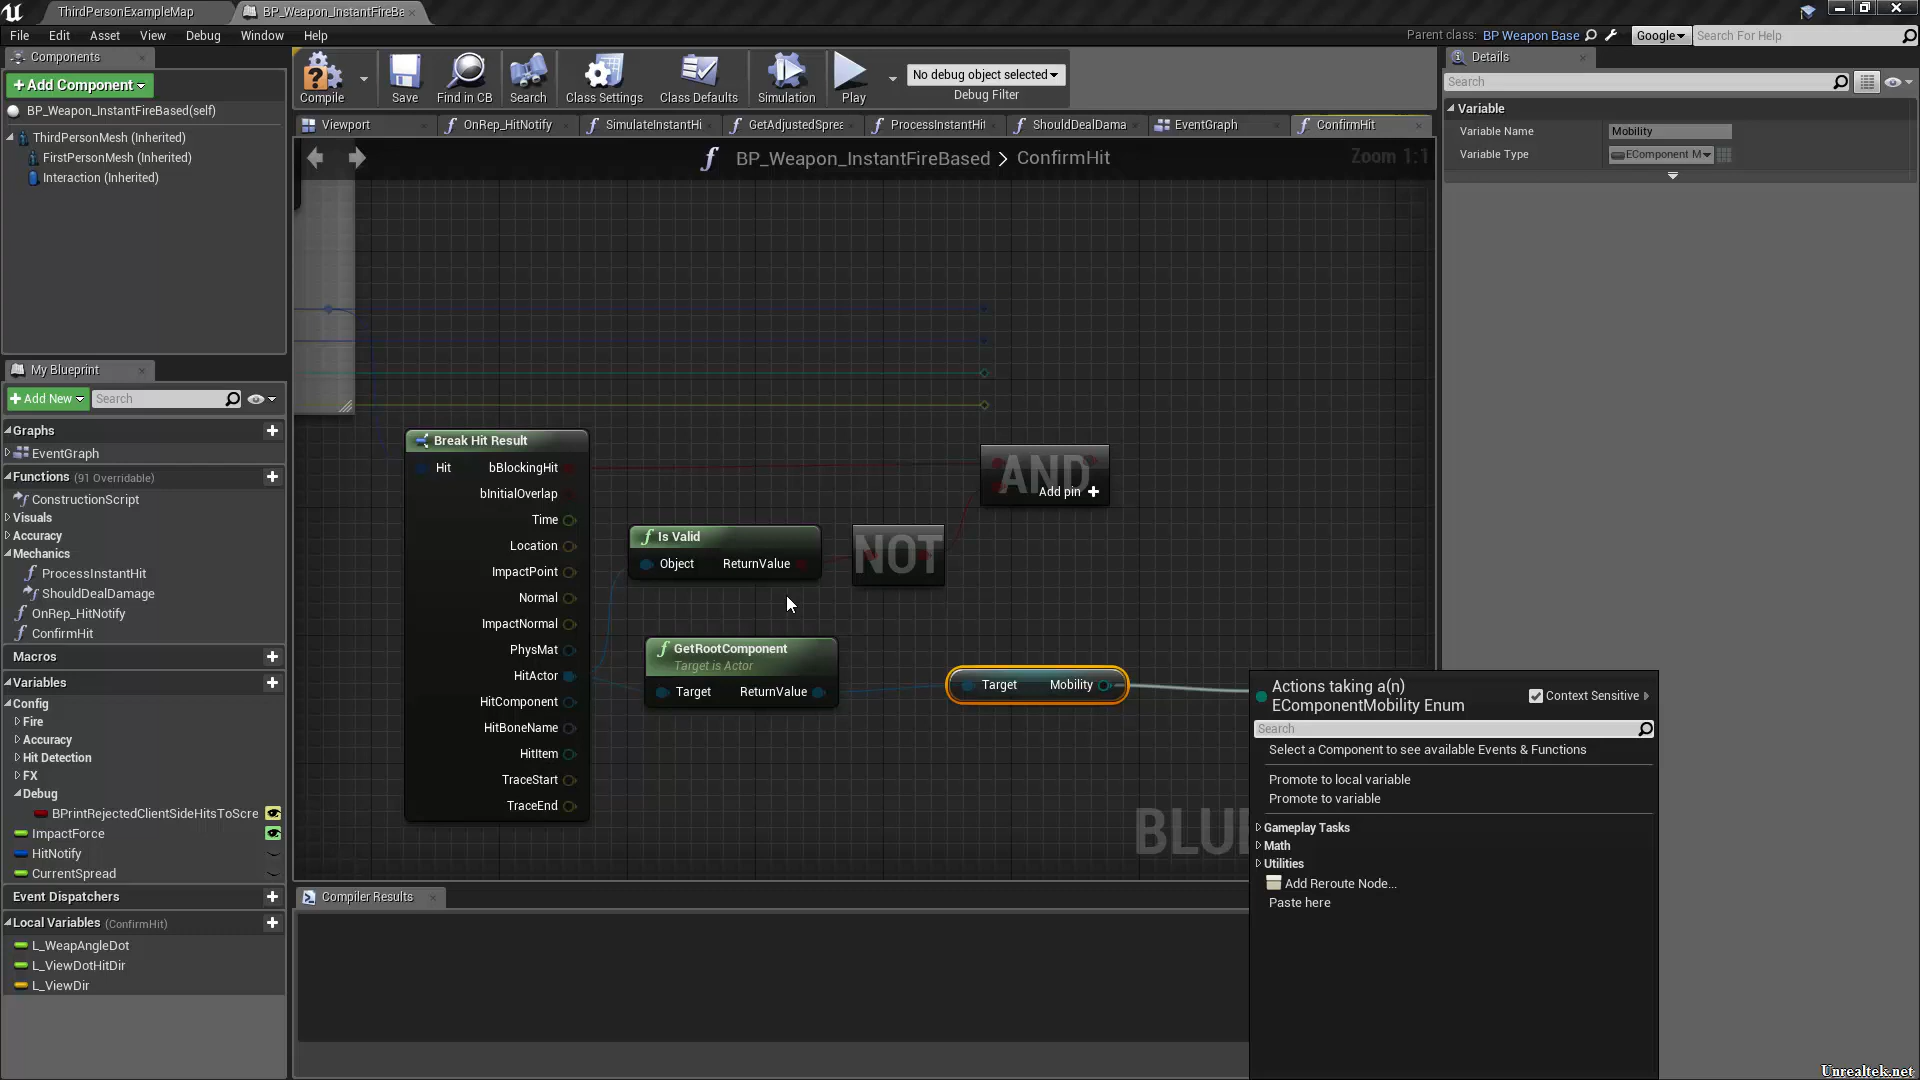 ThirdPersonExampleMap
BP_Weapon_InstantFireBa
File Edit Asset View Debug Window Help
Parent class: BP Weapon Base
Google
Search For Help
Components
+Add Component
BP_Weapon_InstantFireBased(self)
ThirdPersonMesh (Inherited)
FirstPersonMesh (Inherited)
Interaction (Inherited)
Compile
Save
Find in CB
Search
Class Settings
Class Defaults
Simulation
Play
No debug object selected
Debug Filter
Viewport
OnRep_HitNotify
SimulateInstantHi
GetAdjustedSprea
ProcessInstantHit
ShouldDealDama
EventGraph
ConfirmHit
BP_Weapon_InstantFireBased > ConfirmHit
Zoom 1:1
Details
Search
Variable
Variable Name
Mobility
Variable Type
EComponent M
My Blueprint
+Add New
Search
Graphs
EventGraph
Functions (91 Overridable)
ConstructionScript
Visuals
Accuracy
Mechanics
ProcessInstantHit
ShouldDealDamage
OnRep_HitNotify
ConfirmHit
Macros
Variables
Config
Fire
Accuracy
Hit Detection
FX
Debug
BPrintRejectedClientSideHitsToScre
ImpactForce
HitNotify
CurrentSpread
Event Dispatchers
Local Variables (ConfirmHit)
L_WeapAngleDot
L_ViewDotHitDir
L_ViewDir
Break Hit Result
Hit
bBlockingHit
bInitialOverlap
Time
Location
ImpactPoint
Normal
ImpactNormal
PhysMat
HitActor
HitComponent
HitBoneName
HitItem
TraceStart
TraceEnd
Is Valid
Object
ReturnValue
NOT
AND
Add pin +
GetRootComponent
Target is Actor
Target
ReturnValue
Target
Mobility
BLU
Actions taking a(n)
EComponentMobility Enum
Context Sensitive
Search
Select a Component to see available Events & Functions
Promote to local variable
Promote to variable
Gameplay Tasks
Math
Utilities
Add Reroute Node...
Paste here
Compiler Results
Unrealtek.net